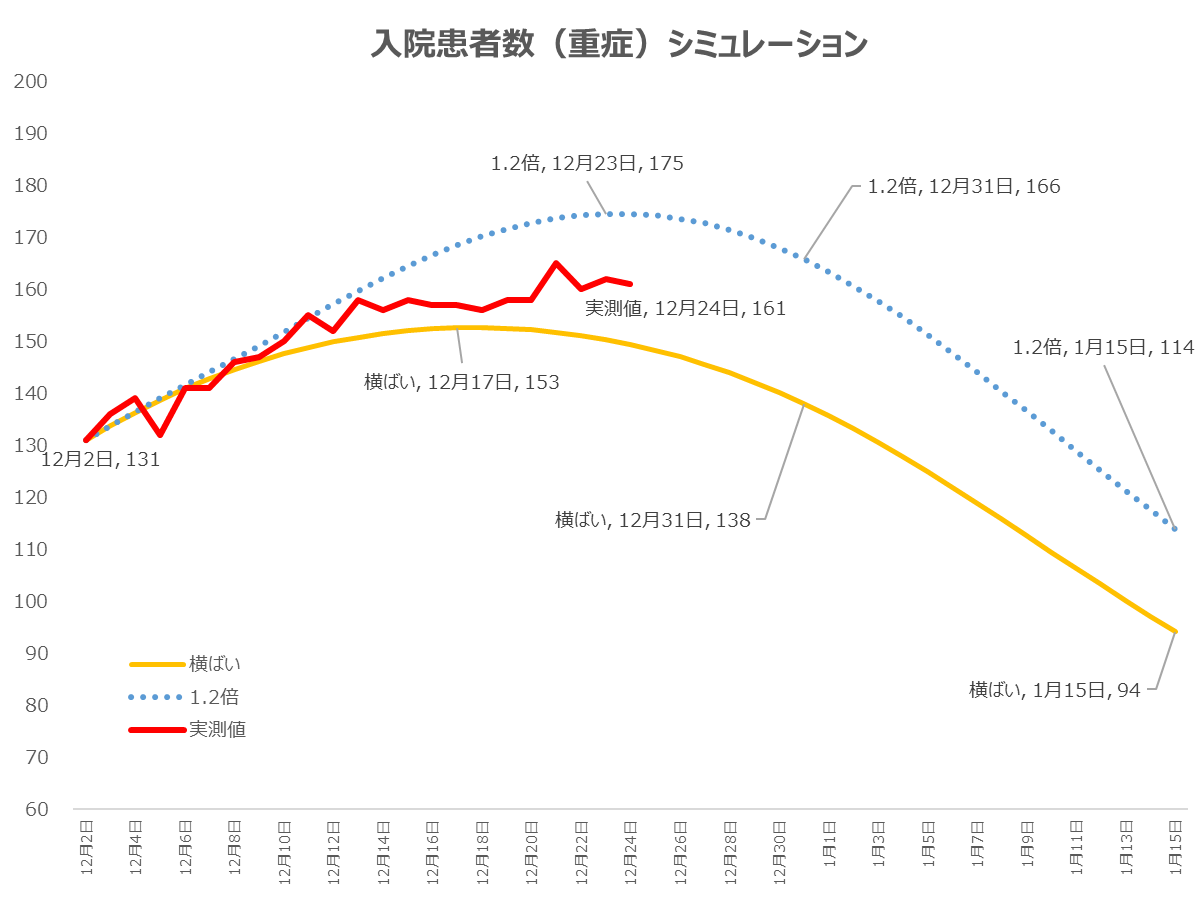 入院患者数（重症）シミュレーション
200
190
180
170
160
150
140
130
120
110
100
90
80
70
60
1.2倍, 12月23日, 175
1.2倍, 12月31日, 166
実測値, 12月24日, 161
1.2倍, 1月15日, 114
横ばい, 12月17日, 153
12月2日, 131
横ばい, 12月31日, 138
横ばい, 1月15日, 94
横ばい
1.2倍
実測値
12月2日
12月4日
12月6日
12月8日
12月10日
12月12日
12月14日
12月16日
12月18日
12月20日
12月22日
12月24日
12月26日
12月28日
12月30日
1月1日
1月3日
1月5日
1月7日
1月9日
1月11日
1月13日
1月15日